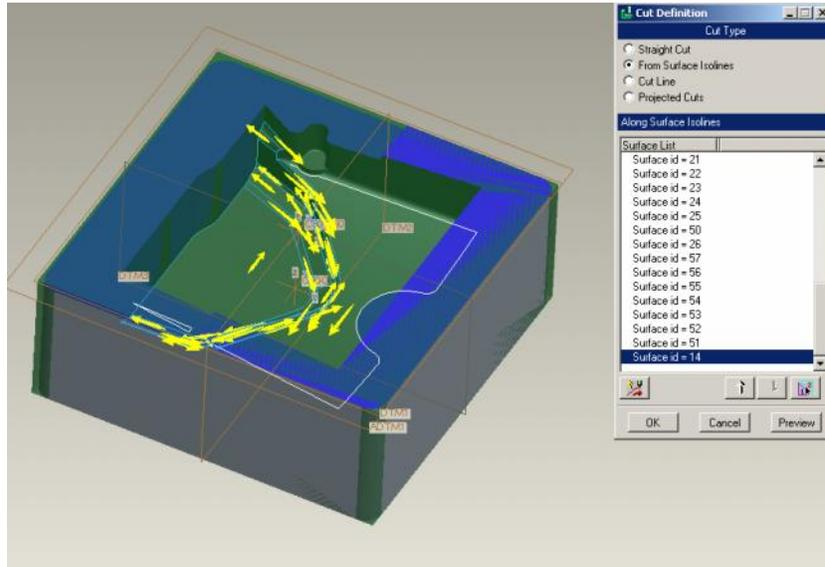 Cut Definition
Cut Type
Straight Cut
From Surface Isolines
Cut Line
Projected Cuts
Along Surface Isolines
Surface List
Surface id = 21
Surface id = 22
Surface id = 23
Surface id = 24
Surface id = 25
Surface id = 50
Surface id = 26
Surface id = 57
Surface id = 56
Surface id = 55
Surface id = 54
Surface id = 53
Surface id = 52
Surface id = 51
Surface id = 14
OK
Cancel
Preview
DTM2
DTM3
DTM1
ADTM1